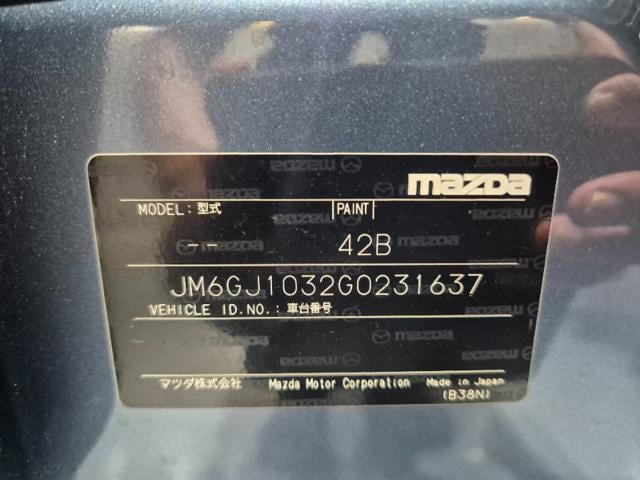 mazda
MODEL: 型式 PAINT
-- 42B
JM6GJ1032G0231637
VEHICLE ID.NO.: 車台番号
マツダ株式会社 Mazda Motor Corporation Made in Japan
(B38N)